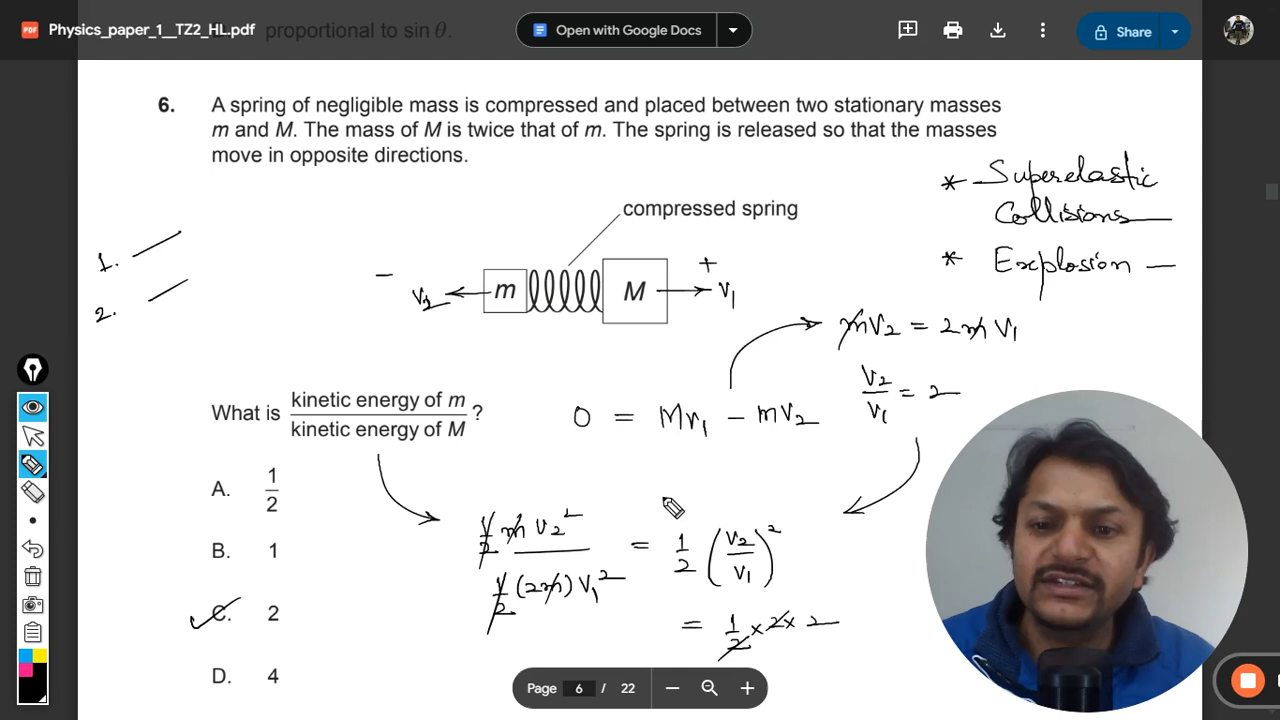 Physics_paper_1__TZ2_HL.pdf
Open with Google Docs
Share
proportional to sin θ.
6. A spring of negligible mass is compressed and placed between two stationary masses
m and M. The mass of M is twice that of m. The spring is released so that the masses
move in opposite directions.
* Superelastic
Collisions
* Explosion
compressed spring
1.
2.
−
+
V2
m
M
V1
mV2 = 2mV1
V2/V1 = 2
What is kinetic energy of m / kinetic energy of M ?
0 = MV1 − mV2
A. 1/2
B. 1
C. 2
D. 4
1/2 m V2² / 1/2 (2m) V1² = 1/2 (V2/V1)²
= 1/2 × 2 × 2
Page 6 / 22